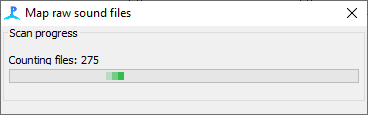 Map raw sound files
Scan progress
Counting files: 275